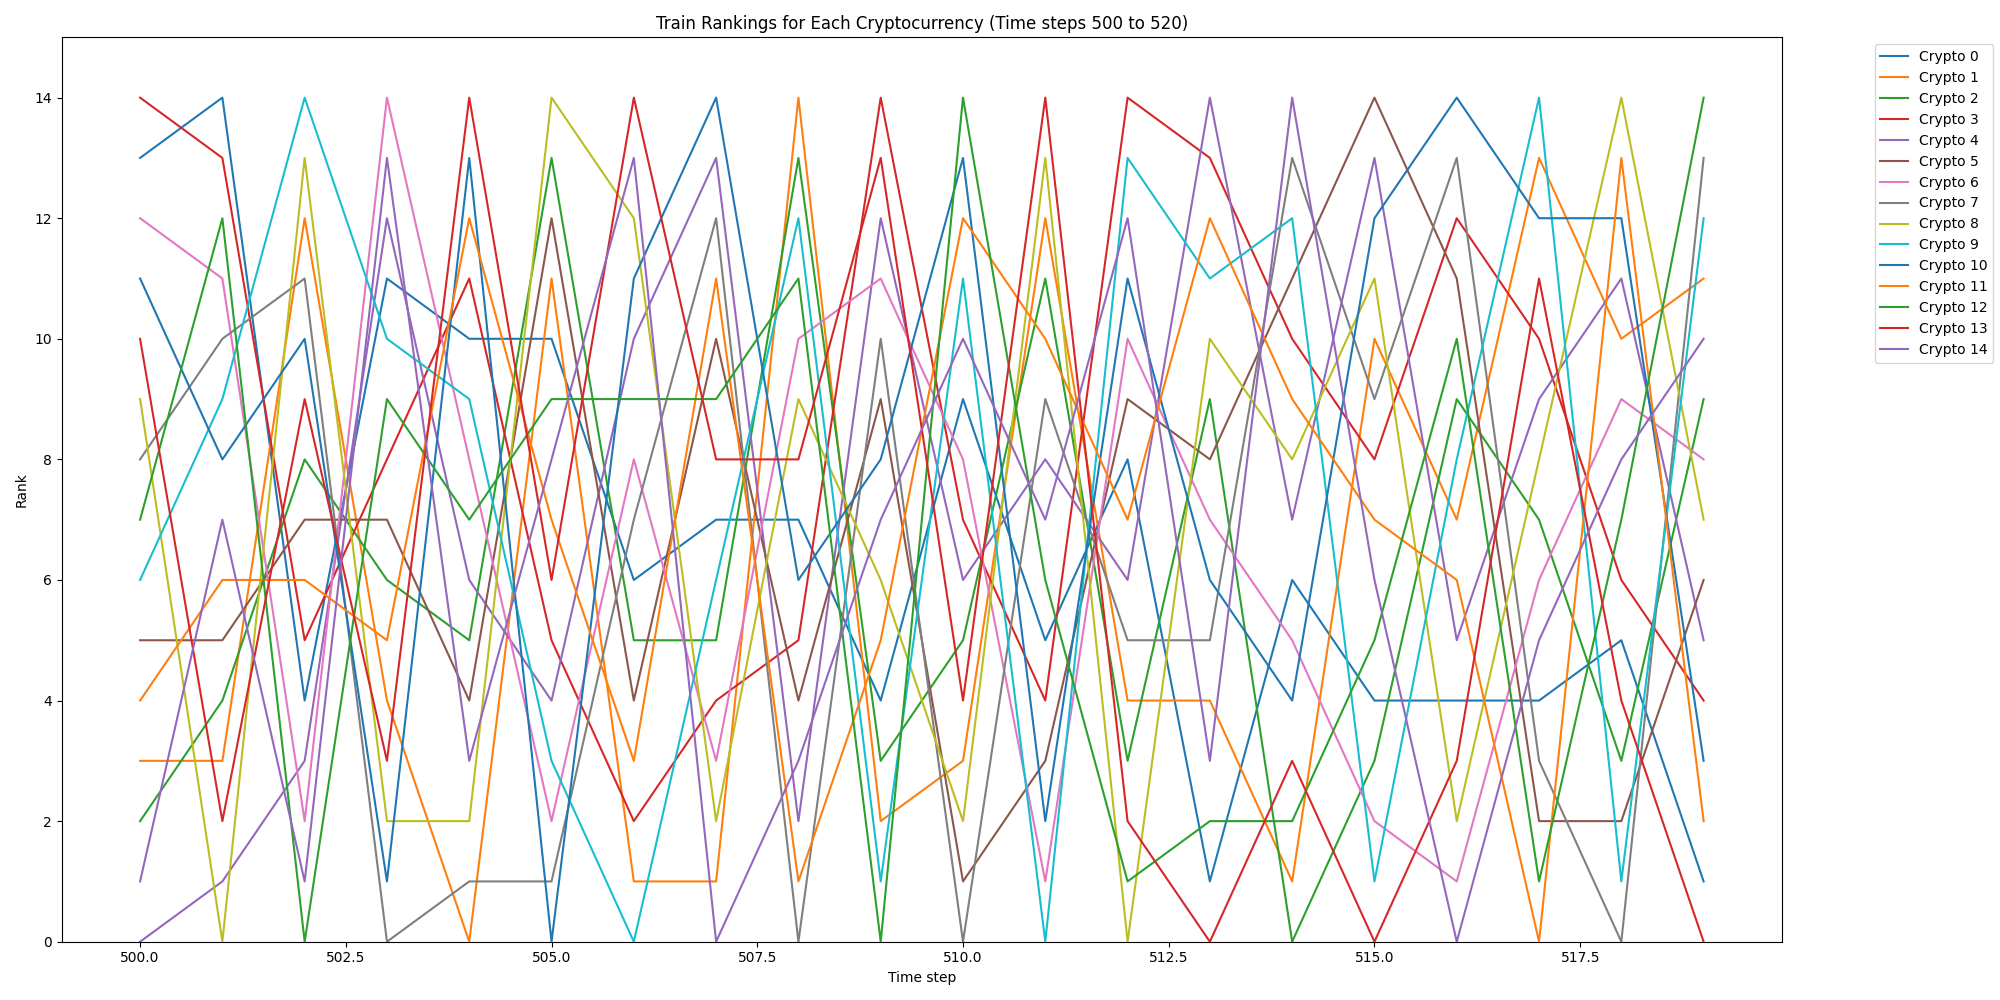 Train Rankings for Each Cryptocurrency (Time steps 500 to 520)
Rank
14
12
10
8
6
4
2
0
500.0 502.5 505.0 507.5 510.0 512.5 515.0 517.5
Time step
Crypto 0
Crypto 1
Crypto 2
Crypto 3
Crypto 4
Crypto 5
Crypto 6
Crypto 7
Crypto 8
Crypto 9
Crypto 10
Crypto 11
Crypto 12
Crypto 13
Crypto 14